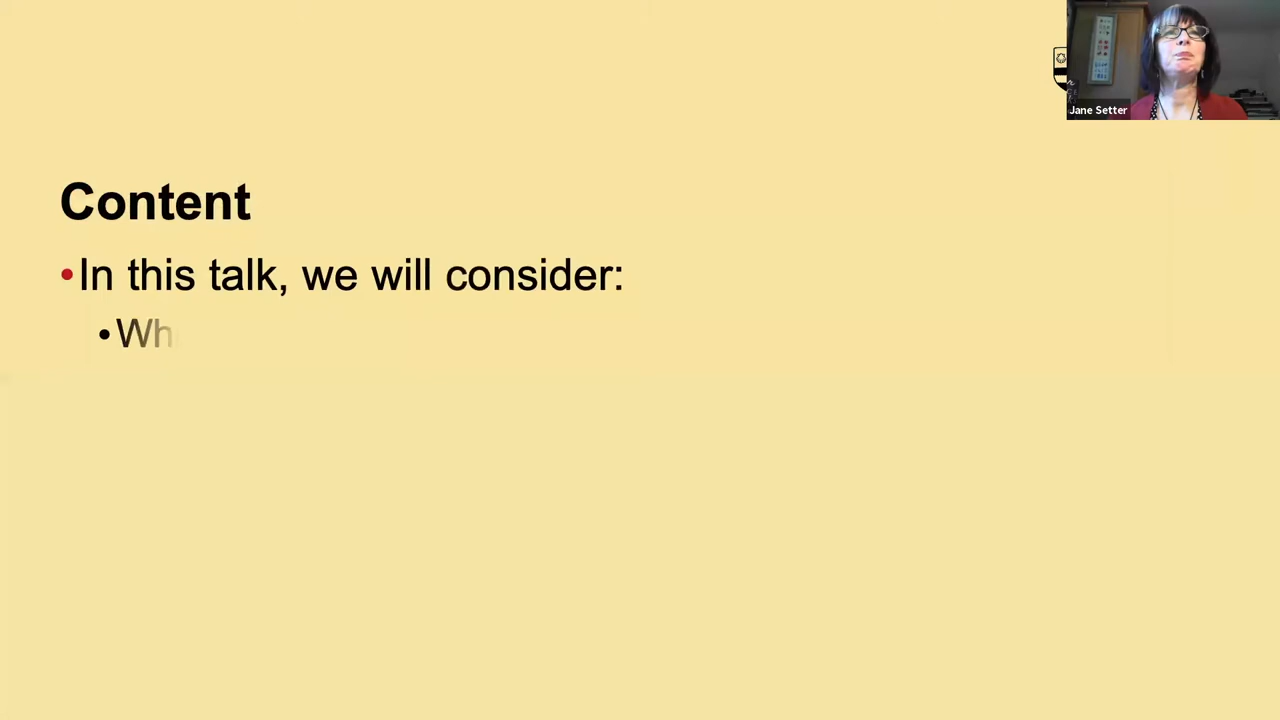 Jane Setter
Content
•In this talk, we will consider:
•Wh